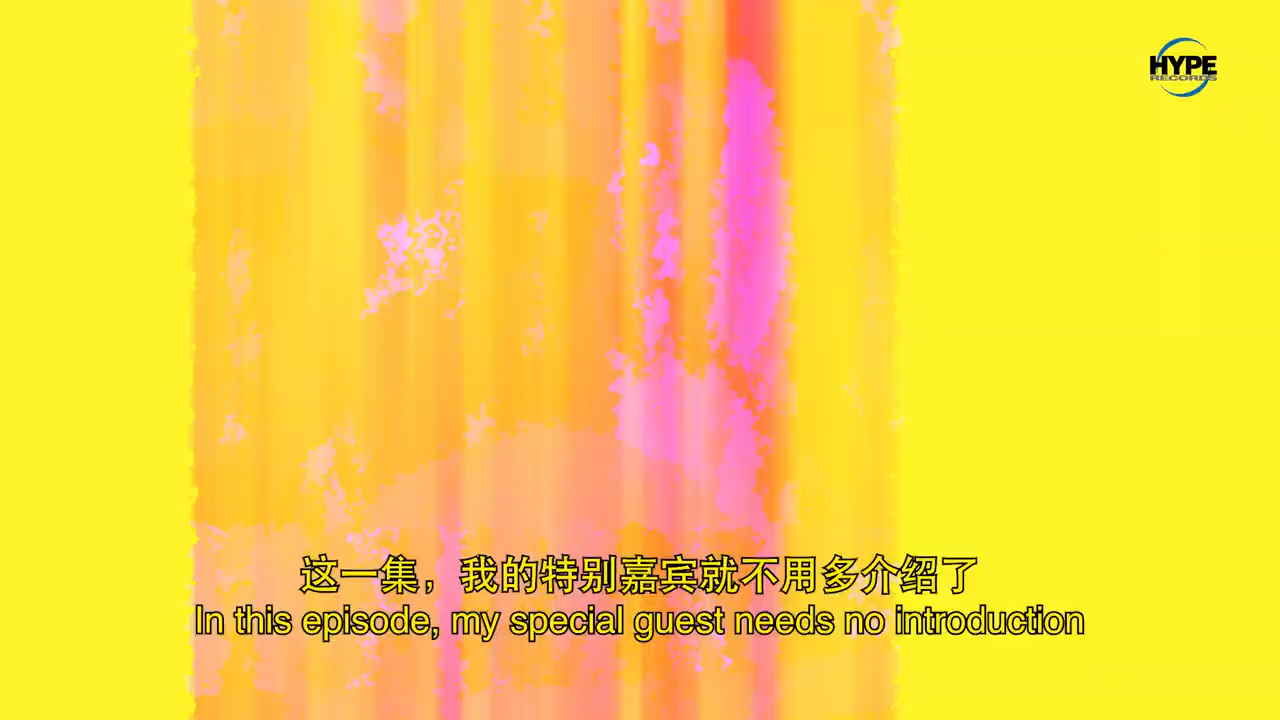 HYPE
RECORDS
这一集，我的特别嘉宾就不用多介绍了
In this episode, my special guest needs no introduction